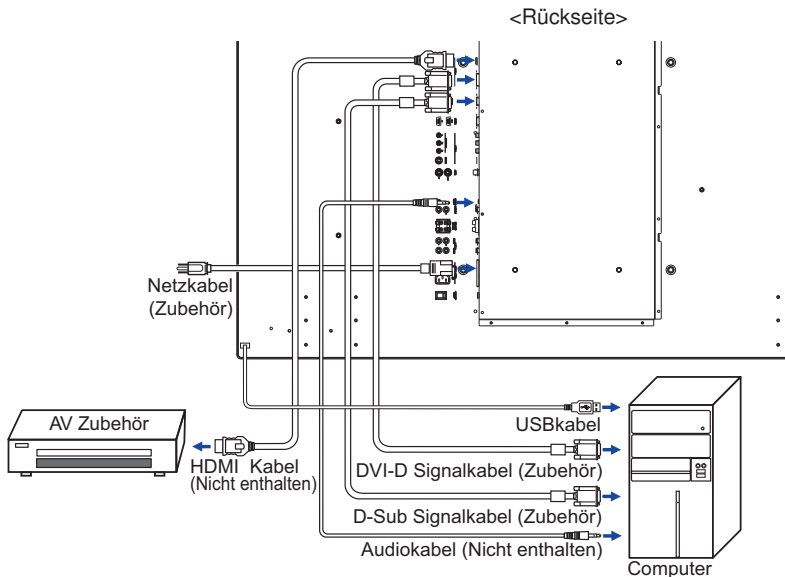 <Rückseite>
Netzkabel
(Zubehör)
AV Zubehör
HDMI Kabel
(Nicht enthalten)
USBkabel
DVI-D Signalkabel (Zubehör)
D-Sub Signalkabel (Zubehör)
Audiokabel (Nicht enthalten)
Computer